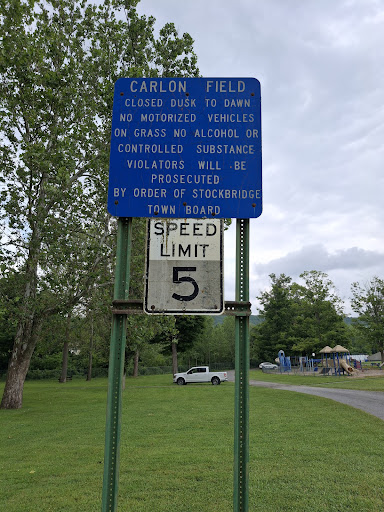 CARLON FIELD
CLOSED DUSK TO DAWN
NO MOTORIZED VEHICLES
ON GRASS NO ALCOHOL OR
CONTROLLED SUBSTANCE
VIOLATORS WILL BE
PROSECUTED
BY ORDER OF STOCKBRIDGE
TOWN BOARD
SPEED
LIMIT
5